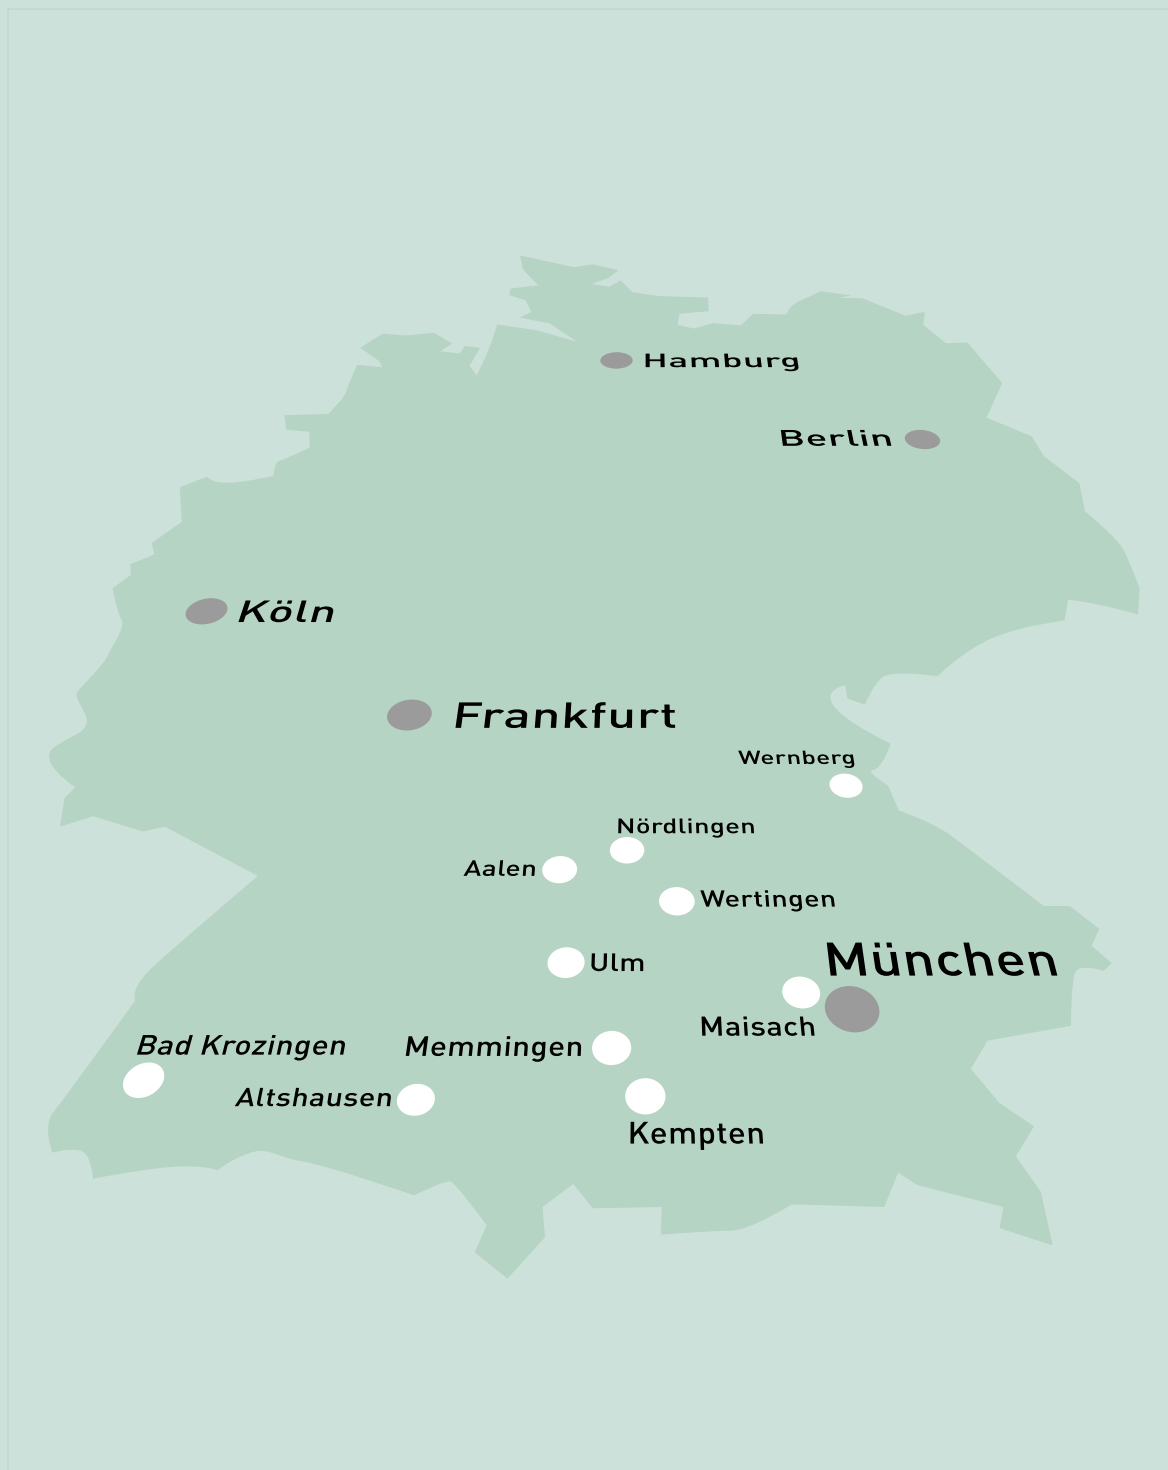 Hamburg
Berlin
Köln
Frankfurt
Wernberg
Nördlingen
Aalen
Wertingen
München
Ulm
Maisach
Bad Krozingen
Memmingen
Altshausen
Kempten